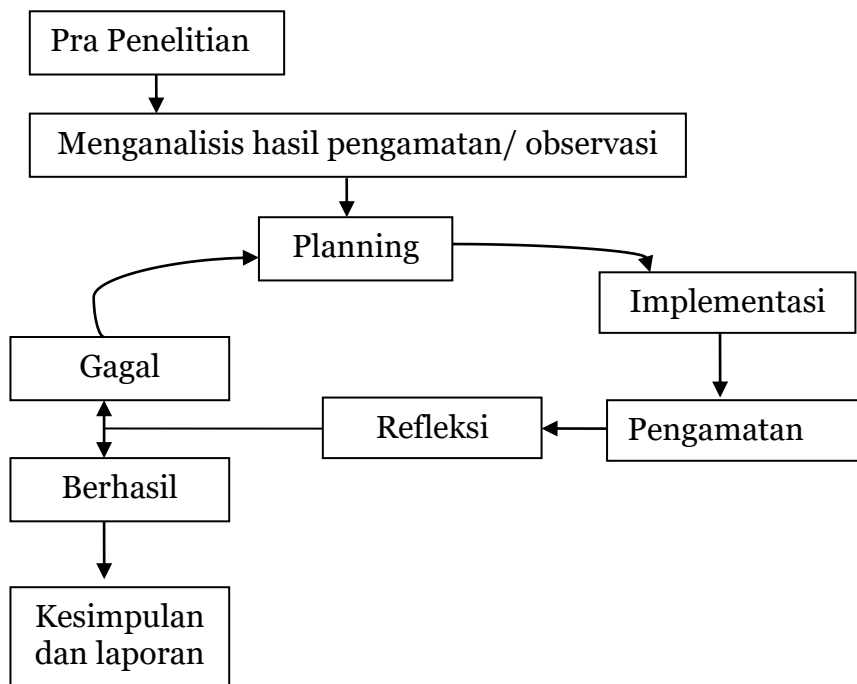 Pra Penelitian
Menganalisis hasil pengamatan/ observasi
Planning
Implementasi
Gagal
Refleksi
Pengamatan
Berhasil
Kesimpulan
dan laporan